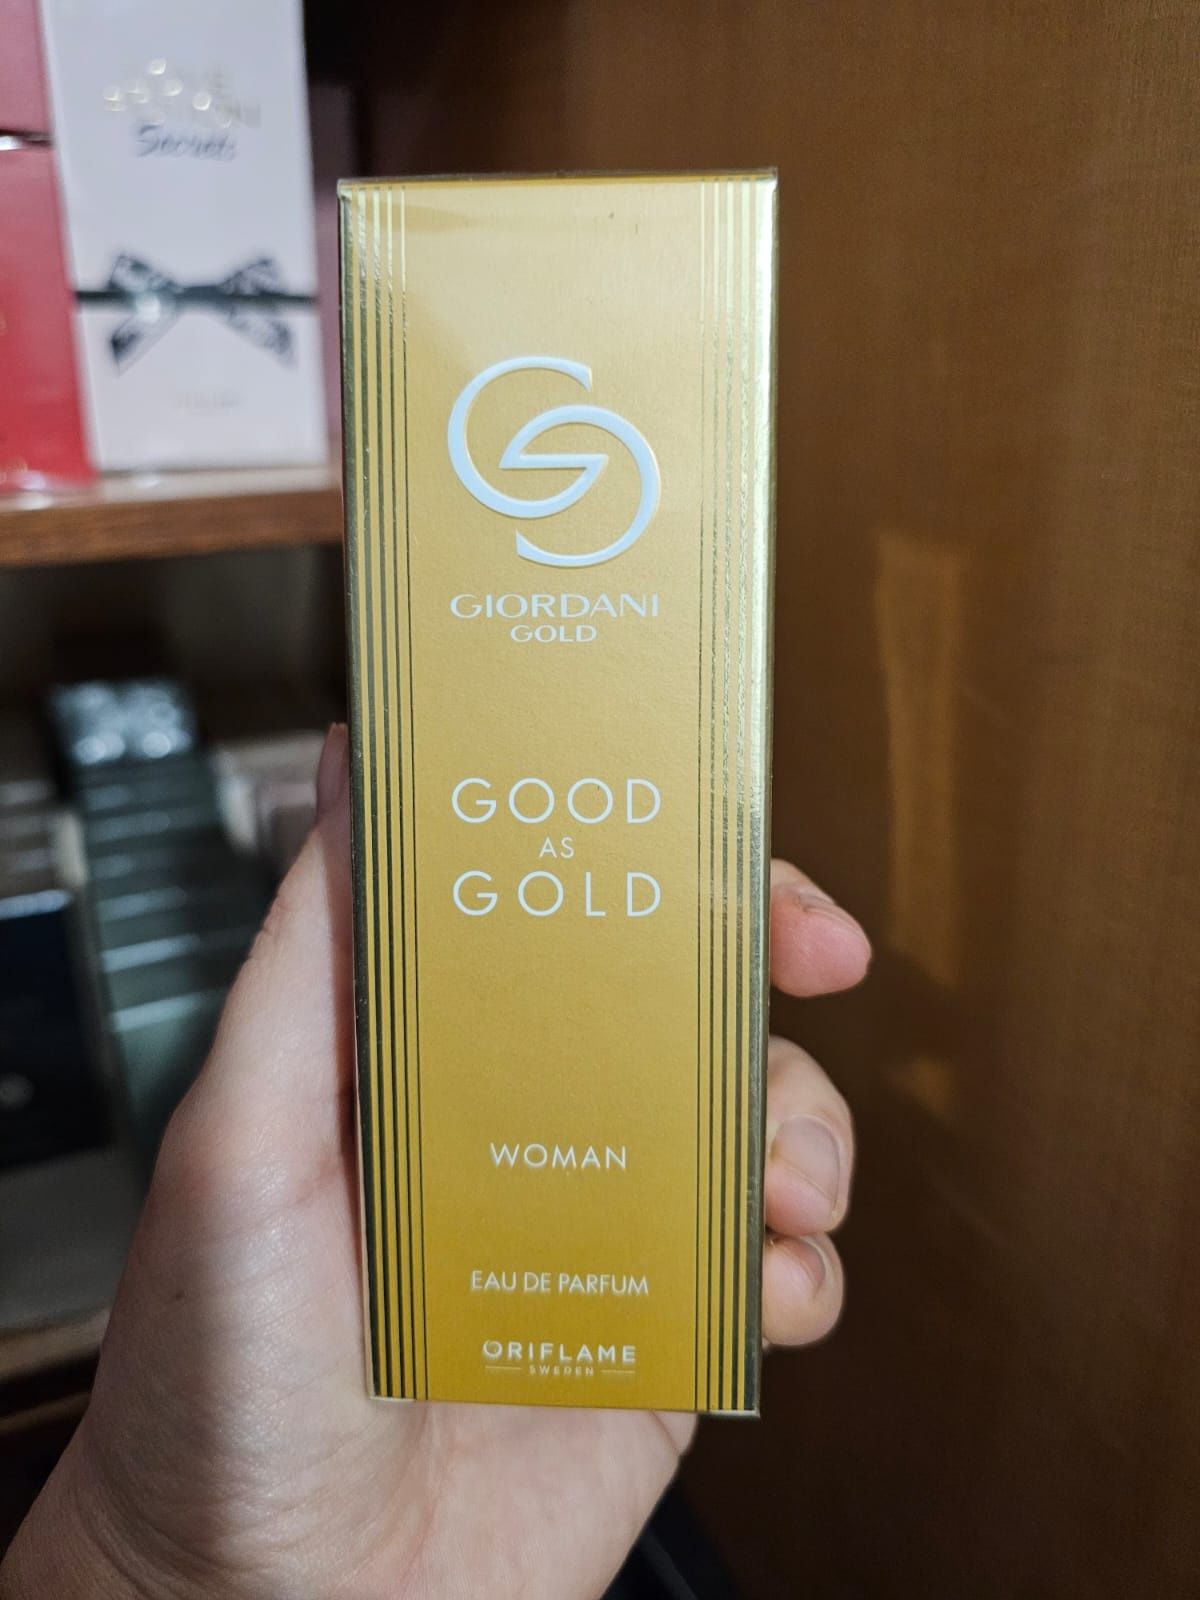 Secrets
GIORDANI
GOLD
GOOD
AS
GOLD
WOMAN
EAU DE PARFUM
ORIFLAME
SWEDEN